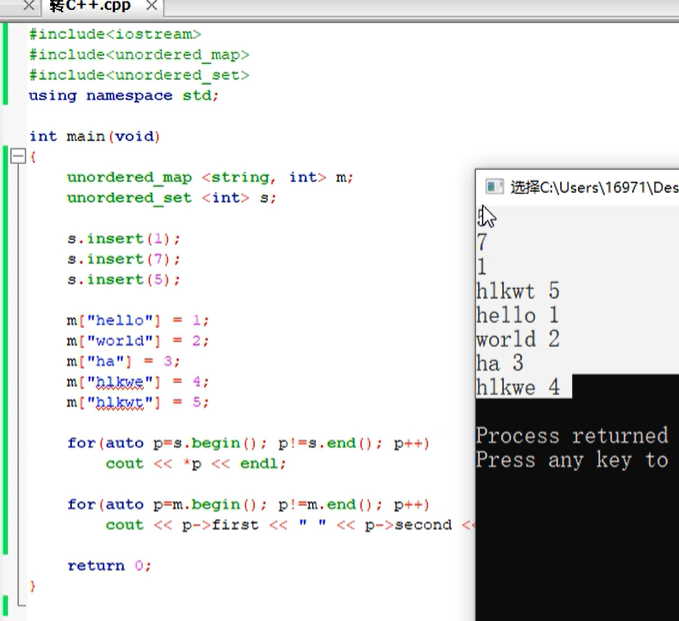 转C++.cpp
#include<iostream>
#include<unordered_map>
#include<unordered_set>
using namespace std;
int main(void)
{
unordered_map <string, int> m;
unordered_set <int> s;
s.insert(1);
s.insert(7);
s.insert(5);
m["hello"] = 1;
m["world"] = 2;
m["ha"] = 3;
m["hlkwe"] = 4;
m["hlkwt"] = 5;
for(auto p=s.begin(); p!=s.end(); p++)
cout << *p << endl;
for(auto p=m.begin(); p!=m.end(); p++)
cout << p->first << " " << p->second <
return 0;
}
选择C:\Users\16971\Des
7
1
hlkwt 5
hello 1
world 2
ha 3
hlkwe 4
Process returned
Press any key to